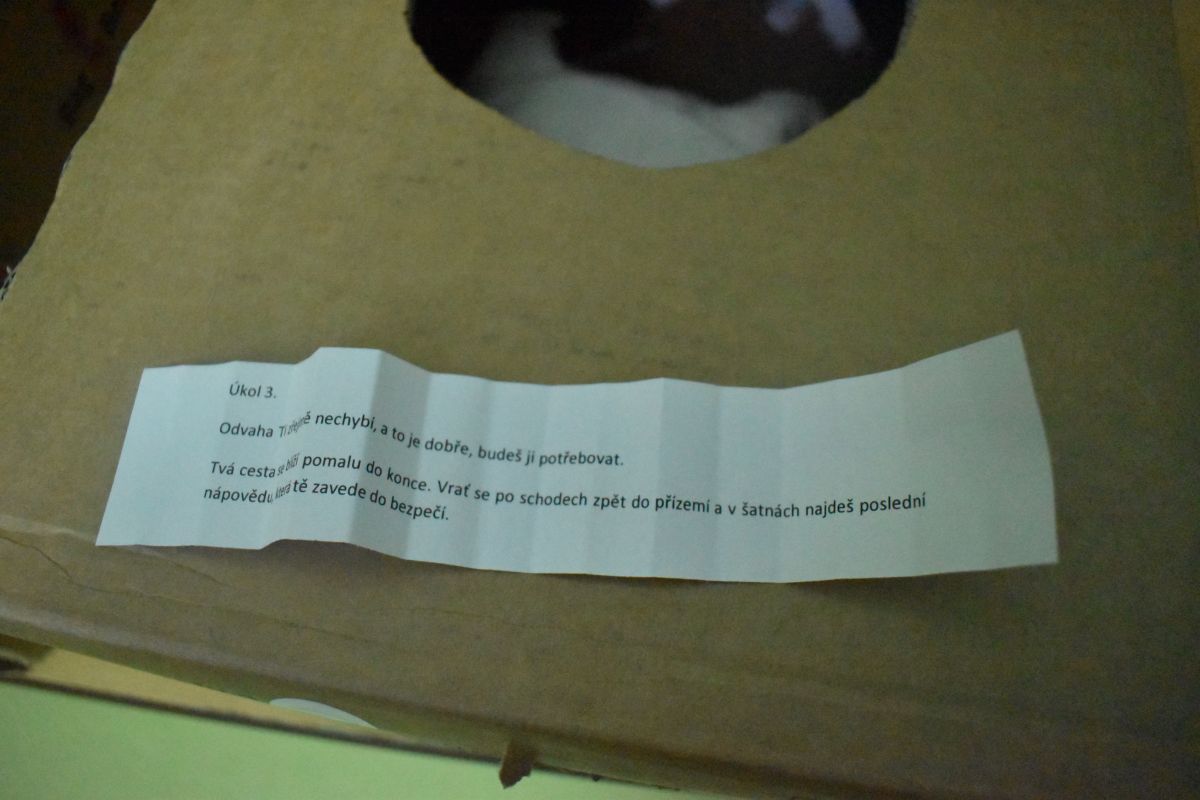 Úkol 3.
Odvaha Ti zřejmě nechybí, a to je dobře, budeš ji potřebovat.
Tvá cesta se blíží pomalu do konce. Vrať se po schodech zpět do přízemí a v šatnách najdeš poslední
nápovědu, která tě zavede do bezpečí.